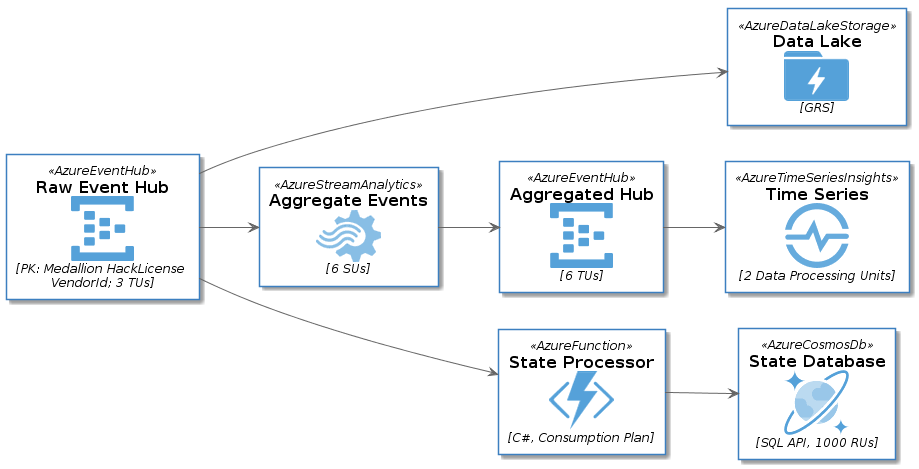 «AzureDataLakeStorage»
Data Lake
[GRS]
«AzureEventHub»
Raw Event Hub
[PK: Medallion HackLicense
VendorId; 3 TUs]
«AzureStreamAnalytics»
Aggregate Events
[6 SUs]
«AzureEventHub»
Aggregated Hub
[6 TUs]
«AzureTimeSeriesInsights»
Time Series
[2 Data Processing Units]
«AzureFunction»
State Processor
[C#, Consumption Plan]
«AzureCosmosDb»
State Database
[SQL API, 1000 RUs]